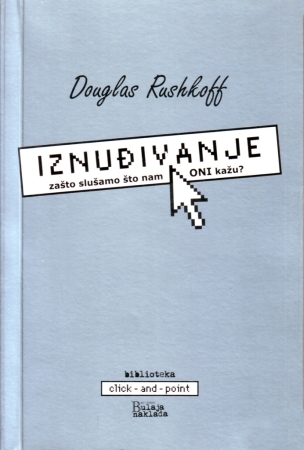 Douglas Rushkoff
IZNUĐIVANJE
zašto slušamo što nam ONI kažu?
biblioteka
click - and - point
Bulaja
naklada